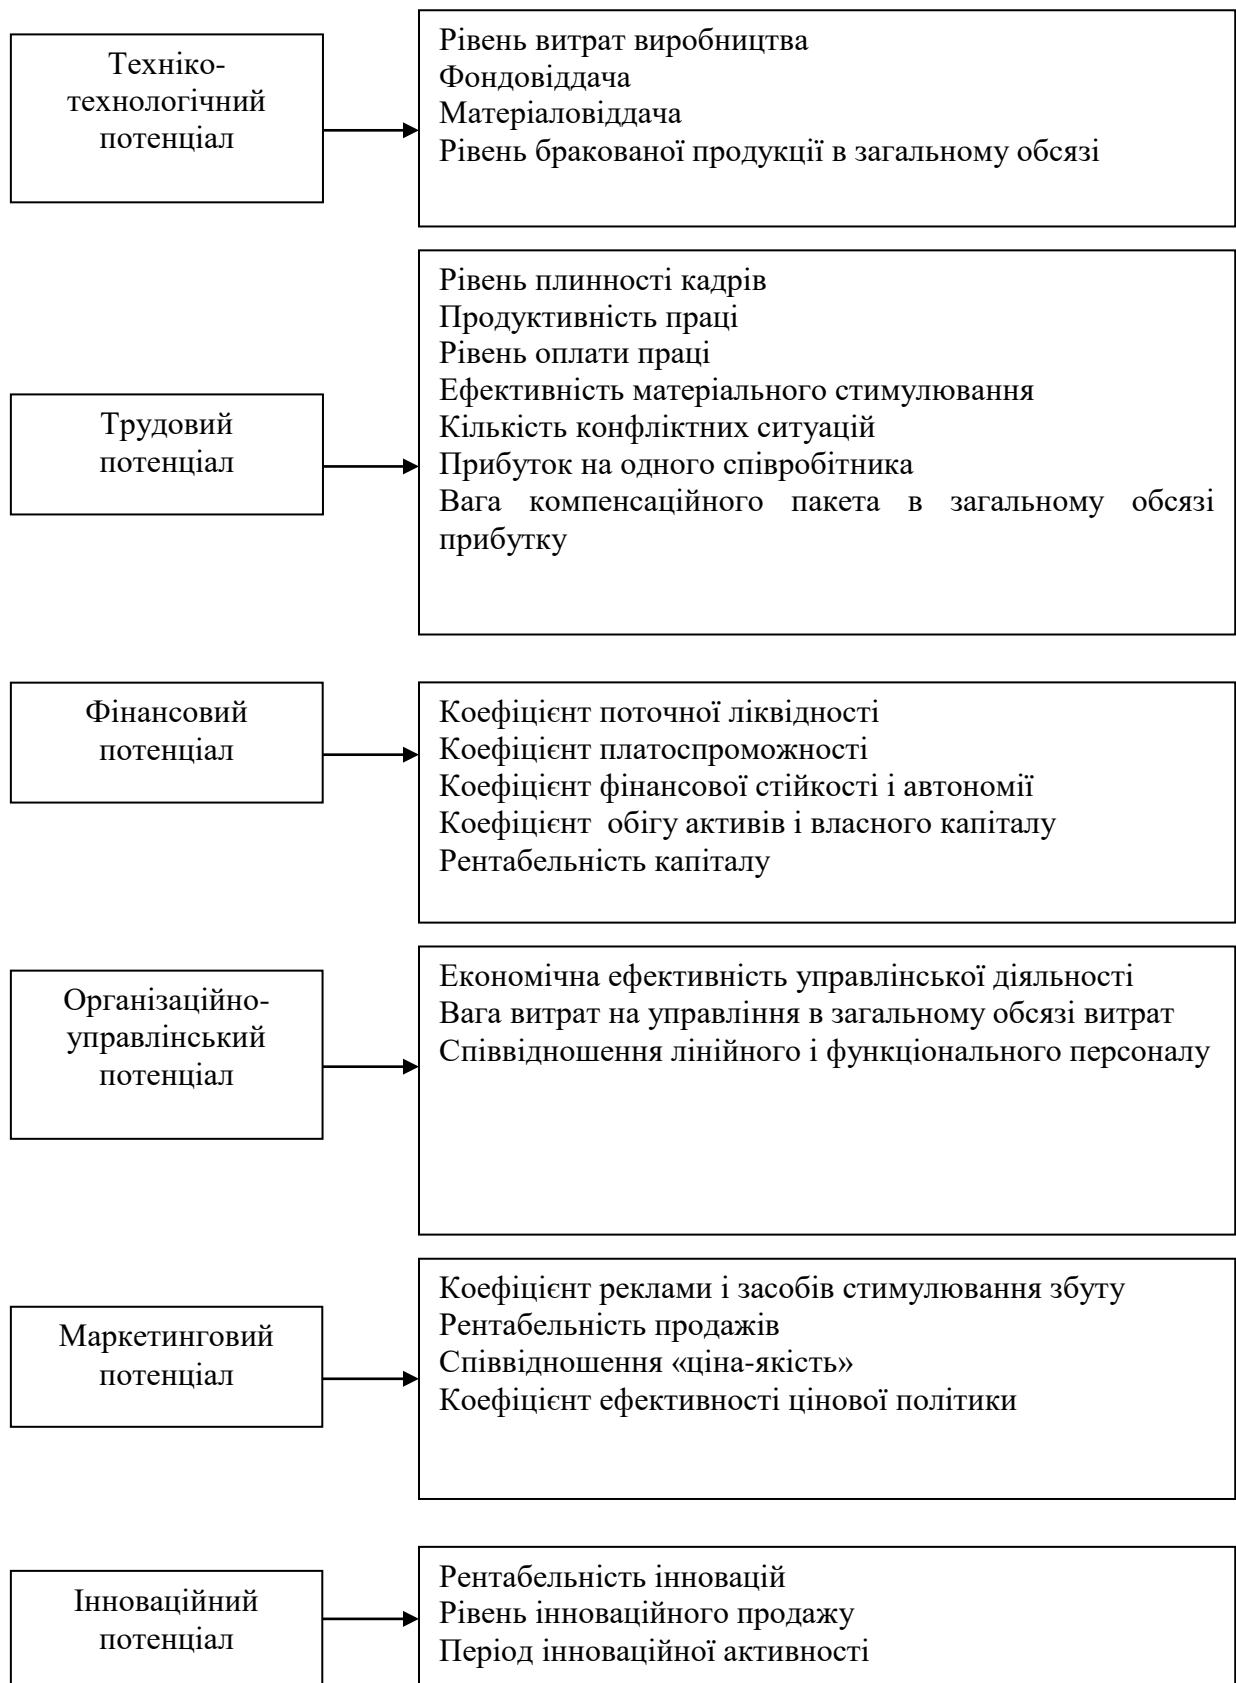 Техніко-
технологічний
потенціал
Рівень витрат виробництва
Фондовіддача
Матеріаловіддача
Рівень бракованої продукції в загальному обсязі
Трудовий
потенціал
Рівень плинності кадрів
Продуктивність праці
Рівень оплати праці
Ефективність матеріального стимулювання
Кількість конфліктних ситуацій
Прибуток на одного співробітника
Вага компенсаційного пакета в загальному обсязі
прибутку
Фінансовий
потенціал
Коефіцієнт поточної ліквідності
Коефіцієнт платоспроможності
Коефіцієнт фінансової стійкості і автономії
Коефіцієнт обігу активів і власного капіталу
Рентабельність капіталу
Організаційно-
управлінський
потенціал
Економічна ефективність управлінської діяльності
Вага витрат на управління в загальному обсязі витрат
Співвідношення лінійного і функціонального персоналу
Маркетинговий
потенціал
Коефіцієнт реклами і засобів стимулювання збуту
Рентабельність продажів
Співвідношення «ціна-якість»
Коефіцієнт ефективності цінової політики
Інноваційний
потенціал
Рентабельність інновацій
Рівень інноваційного продажу
Період інноваційної активності